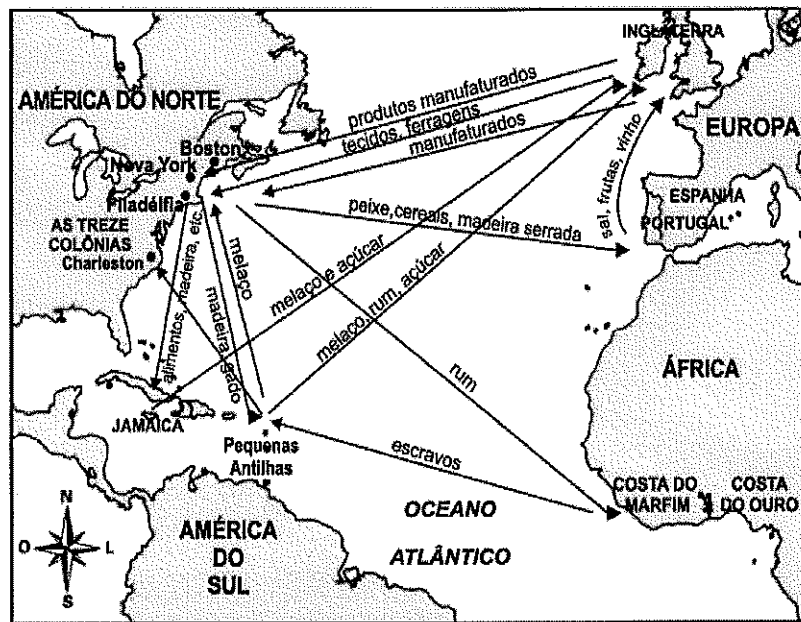 INGLATERRA
AMÉRICA DO NORTE
produtos manufaturados
tecidos, ferragens
manufaturados
Boston
Nova York
Filadélfia
EUROPA
sal, frutas, vinho
ESPANHA
PORTUGAL
peixe, cereais, madeira serrada
AS TREZE
COLÔNIAS
Charleston
alimentos, madeira, etc.
melaço
madeira, gado
melaço e açúcar
melaço, rum, açúcar
rum
ÁFRICA
JAMAICA
Pequenas
Antilhas
escravos
COSTA DO
MARFIM
COSTA
DO OURO
OCEANO
ATLÂNTICO
AMÉRICA
DO
SUL
N
O
L
S